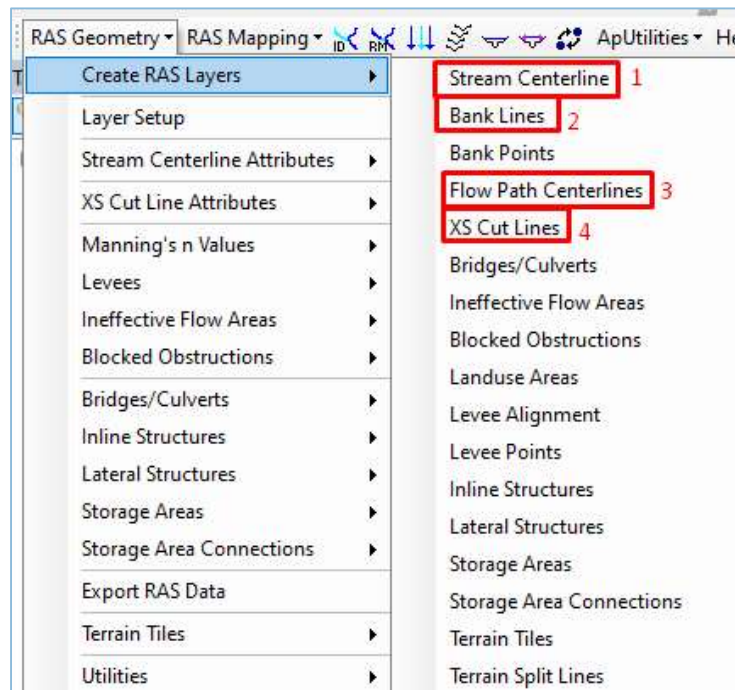 RAS Geometry RAS Mapping ID RM ApUtilities
Create RAS Layers
Layer Setup
Stream Centerline Attributes
XS Cut Line Attributes
Manning's n Values
Levees
Ineffective Flow Areas
Blocked Obstructions
Bridges/Culverts
Inline Structures
Lateral Structures
Storage Areas
Storage Area Connections
Export RAS Data
Terrain Tiles
Utilities
Stream Centerline 1
Bank Lines 2
Bank Points
Flow Path Centerlines 3
XS Cut Lines 4
Bridges/Culverts
Ineffective Flow Areas
Blocked Obstructions
Landuse Areas
Levee Alignment
Levee Points
Inline Structures
Lateral Structures
Storage Areas
Storage Area Connections
Terrain Tiles
Terrain Split Lines